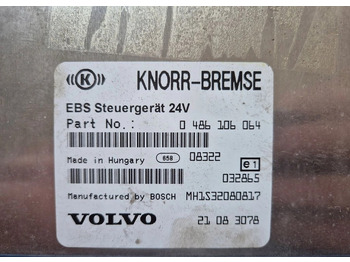 ((K)) KNORR-BREMSE
EBS Steuergerät 24V
Part No.: 0 486 106 064
Made in Hungary 858 08322 e1
032865
Manufactured by BOSCH MH1S32080817
VOLVO 21 08 3078